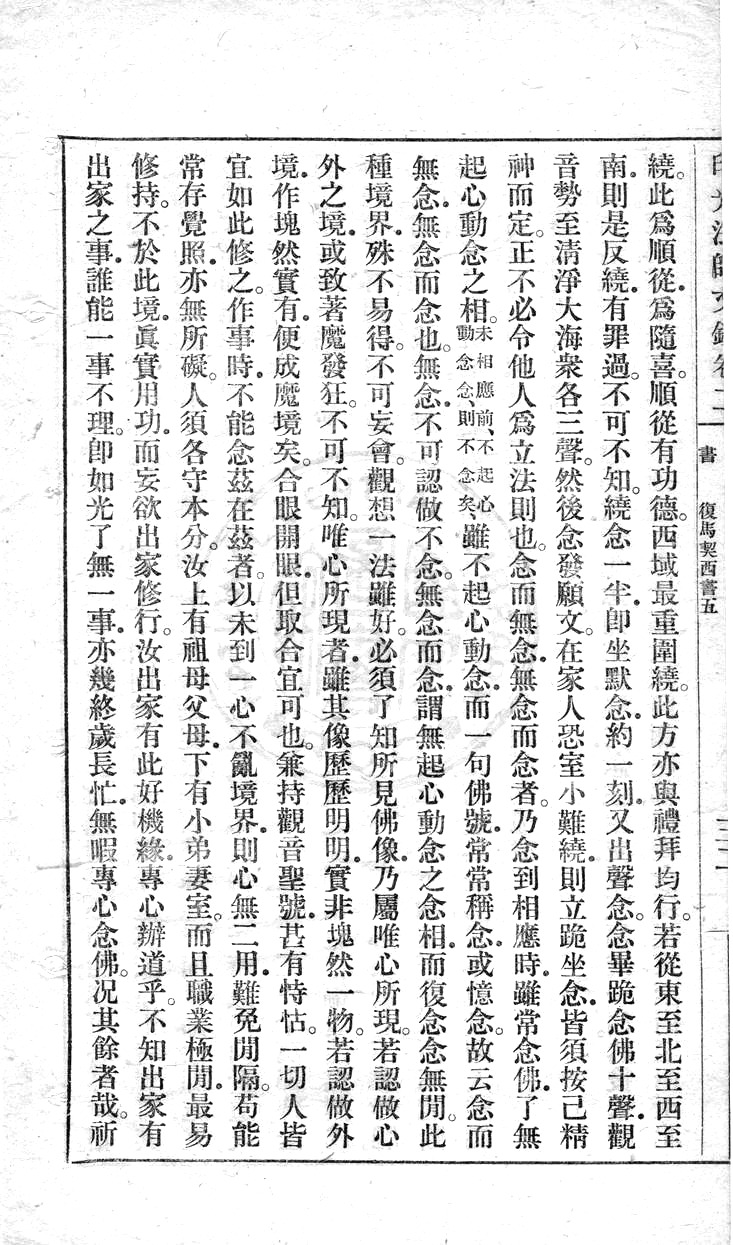 印光法師文鈔卷二 書 復馬契西書五
繞。此爲順從。爲隨喜。順從有功德。西域最重圍繞。此方亦與禮拜均行。若從東至北至西至
南。則是反繞。有罪過。不可不知。繞念一半。卽坐默念。約一刻。又出聲念。念畢跪念佛十聲。觀
音勢至清淨大海衆各三聲。然後念發願文。在家人恐室小難繞。則立跪坐念。皆須按己精
神而定。正不必令他人爲立法則也。念而無念。無念而念者。乃念到相應時。雖常念佛。了無
起心動念之相。未相應前、不起心動念念、則不念矣、雖不起心動念。而一句佛號。常常稱念。或憶念。故云念而
無念。無念而念也。無念。不可認做不念。無念而念。謂無起心動念之念相。而復念念無間。此
種境界。殊不易得。不可妄會。觀想一法雖好。必須了知所見佛像。乃屬唯心所現。若認做心
外之境。或致著魔發狂。不可不知。唯心所現者。雖其像歷歷明明。實非塊然一物。若認做外
境。作塊然實有。便成魔境矣。合眼開眼。但取合宜可也。兼持觀音聖號。甚有恃怙。一切人皆
宜如此修之。作事時。不能念茲在茲者。以未到一心不亂境界。則心無二用。難免間隔。苟能
常存覺照。亦無所礙。人須各守本分。汝上有祖母父母。下有小弟妻室。而且職業極閒。最易
修持。不於此境。眞實用功。而妄欲出家修行。汝出家有此好機緣。專心辦道乎。不知出家有
出家之事。誰能一事不理。卽如光了無一事。亦幾終歲長忙。無暇專心念佛。况其餘者哉。祈